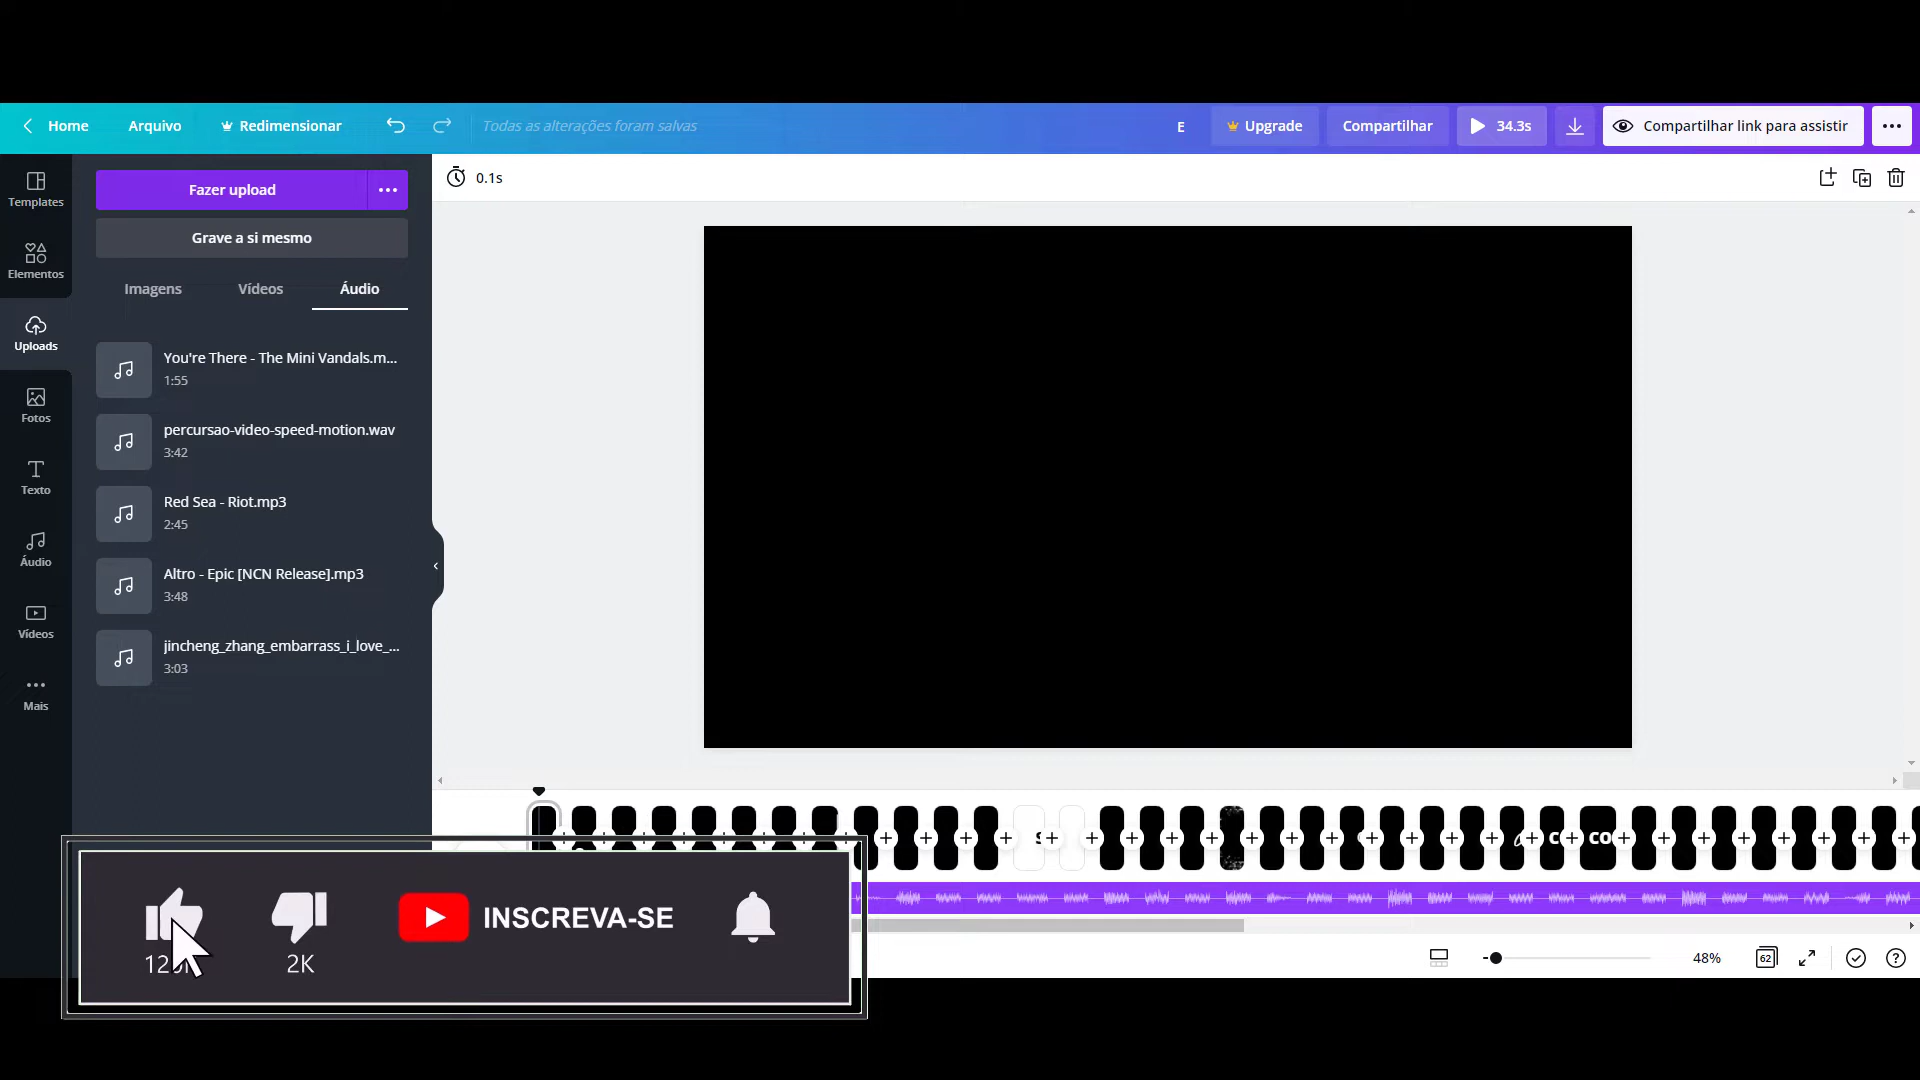 Home
Arquivo
Redimensionar
Todas as alterações foram salvas
E
Upgrade
Compartilhar
34.3s
Compartilhar link para assistir
Templates
Elementos
Uploads
Fotos
Texto
Áudio
Vídeos
Mais
Fazer upload
Grave a si mesmo
Imagens
Vídeos
Áudio
You're There - The Mini Vandals.m...
1:55
percursao-video-speed-motion.wav
3:42
Red Sea - Riot.mp3
2:45
Altro - Epic [NCN Release].mp3
3:48
jincheng_zhang_embarrass_i_love_...
3:03
0.1s
2K
INSCREVA-SE
48%
62